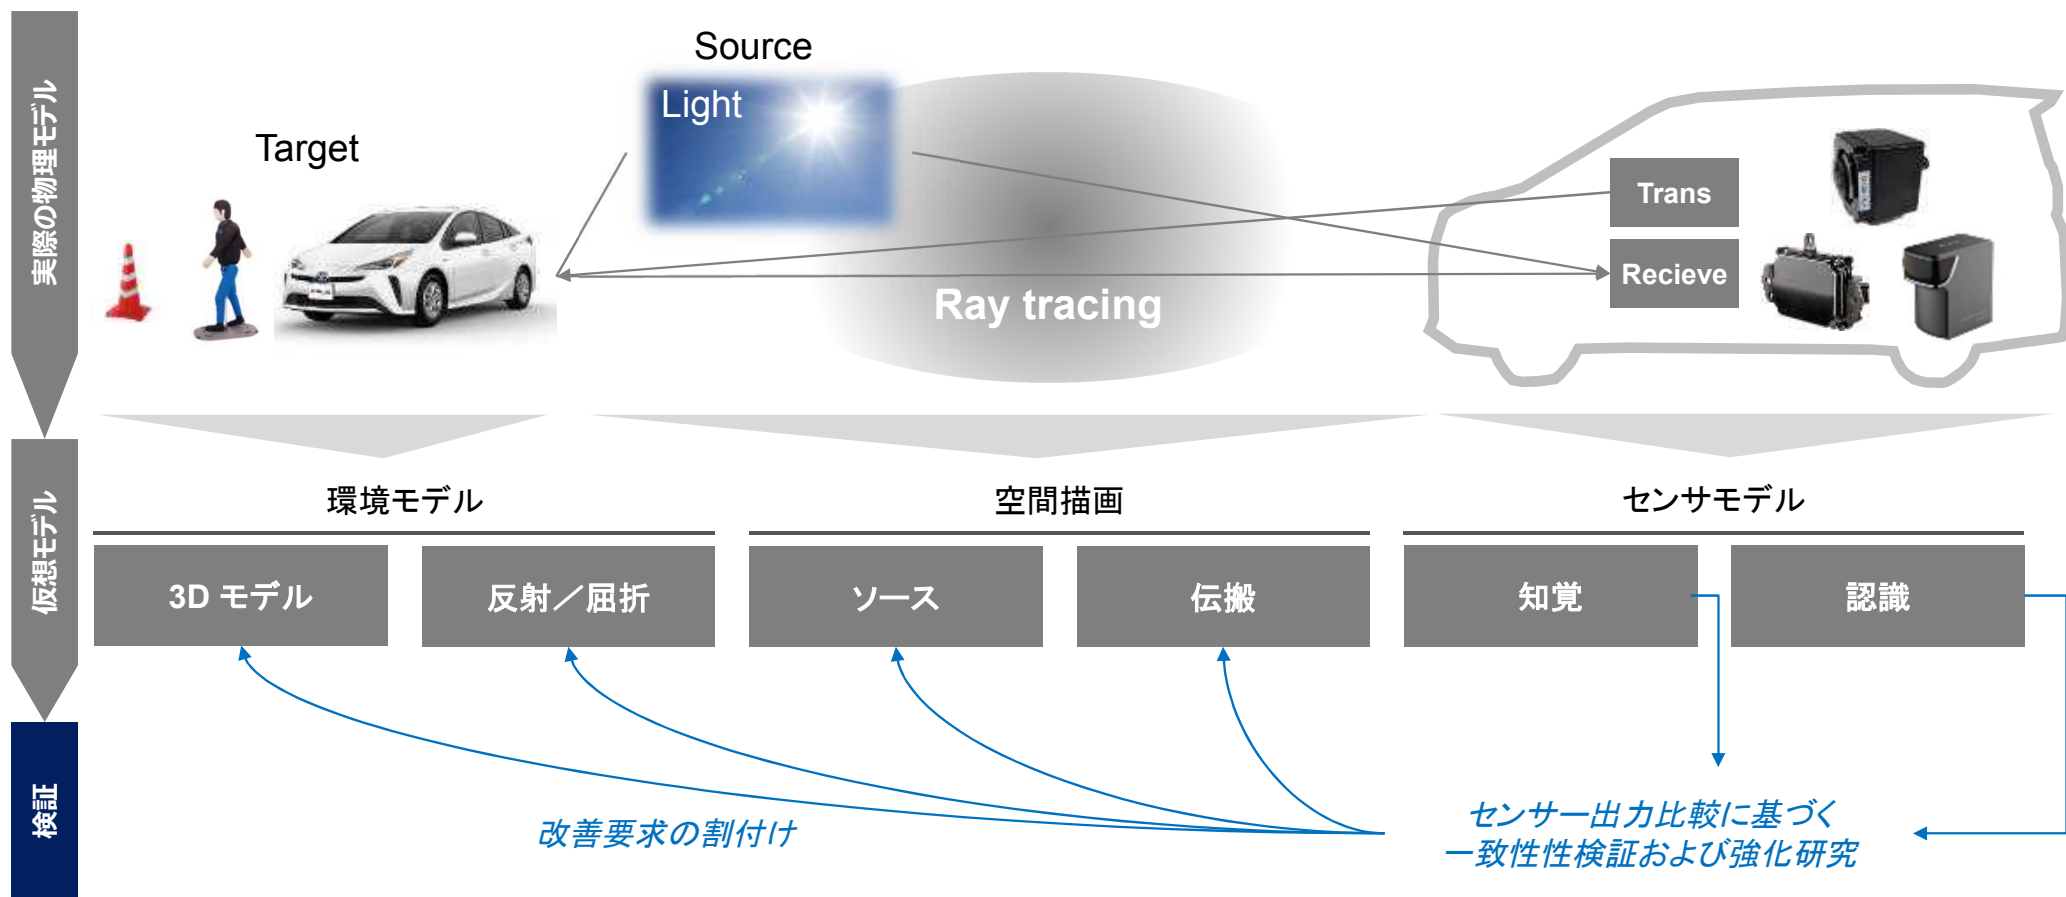 実際の物理モデル
Source
Light
Target
Trans
Recieve
Ray tracing
仮想モデル
環境モデル
空間描画
センサモデル
3D モデル
反射／屈折
ソース
伝搬
知覚
認識
検証
改善要求の割付け
センサー出力比較に基づく
一致性性検証および強化研究